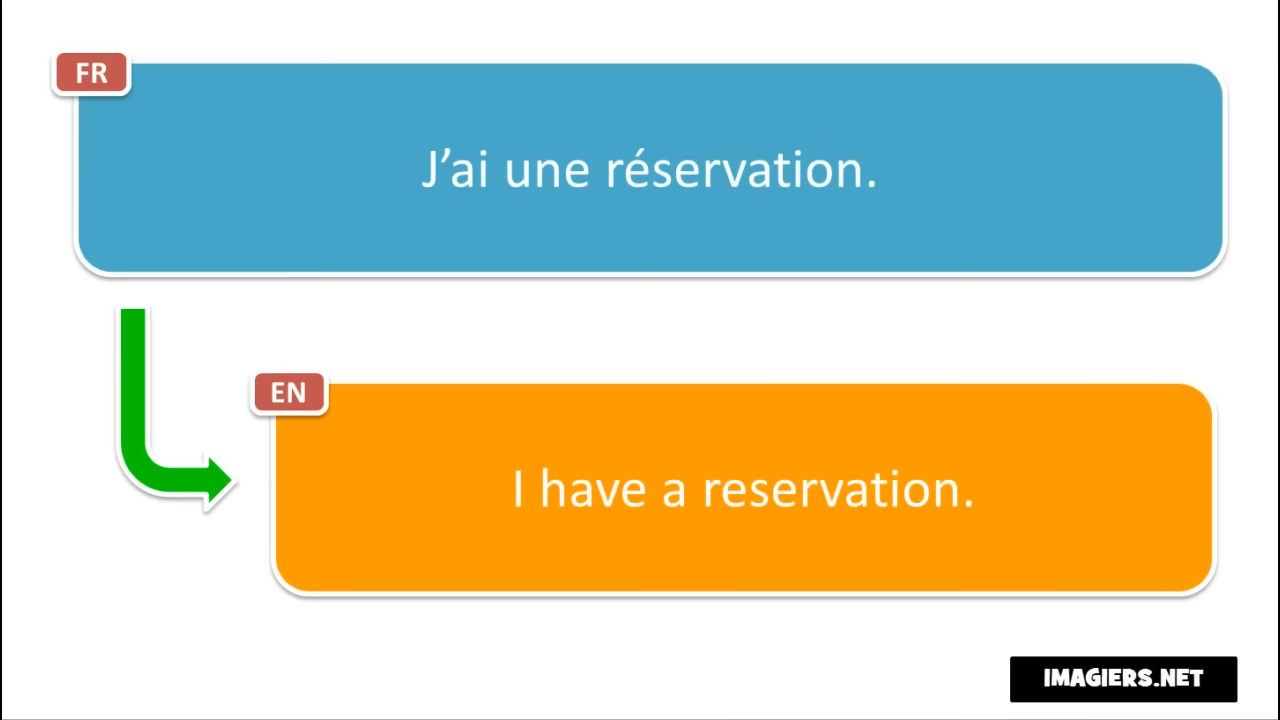 FR
J’ai une réservation.
EN
I have a reservation.
IMAGIERS.NET